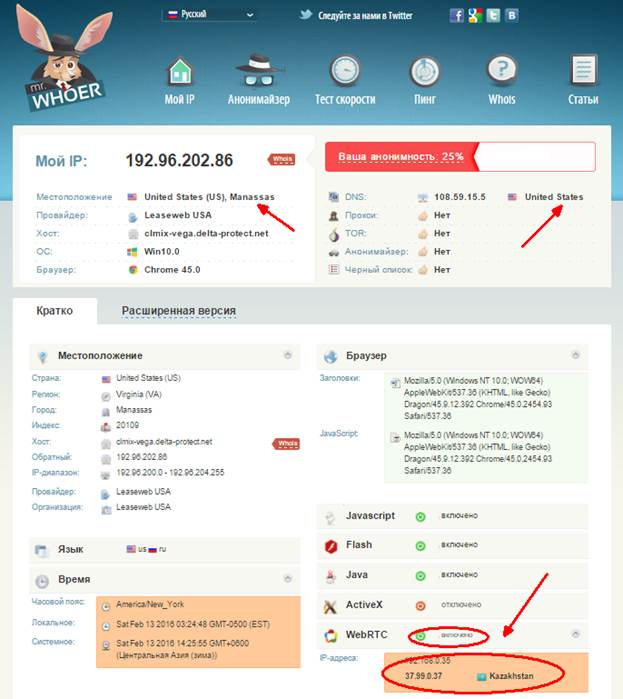 Русский
Следуйте за нами в Twitter
mr.
WHOER
Мой IP
Анонимайзер
Тест скорости
Пинг
Whois
Статьи
Мой IP:
192.96.202.86
Whois
Местоположение
United States (US), Manassas
Провайдер:
Leaseweb USA
Хост:
clmix-vega.delta-protect.net
ОС:
Win10.0
Браузер:
Chrome 45.0
Ваша анонимность: 25%
DNS:
108.59.15.5
United States
Прокси:
Нет
TOR:
Нет
Анонимайзер:
Нет
Черный список:
Нет
Кратко
Расширенная версия
Местоположение
Страна:
United States (US)
Регион:
Virginia (VA)
Город:
Manassas
Индекс:
20109
Хост:
clmix-vega.delta-protect.net
Whois
Обратный:
192.96.202.86
IP-диапазон:
192.96.200.0 - 192.96.204.255
Провайдер:
Leaseweb USA
Организация:
Leaseweb USA
Язык
us ru
Время
Часовой пояс:
America/New_York
Локальное:
Sat Feb 13 2016 03:24:48 GMT-0500 (EST)
Системное:
Sat Feb 13 2016 14:25:55 GMT+0600
(Центральная Азия (зима))
Браузер
Заголовки:
Mozilla/5.0 (Windows NT 10.0; WOW64)
AppleWebKit/537.36 (KHTML, like Gecko)
Dragon/45.9.12.392 Chrome/45.0.2454.93
Safari/537.36
JavaScript:
Mozilla/5.0 (Windows NT 10.0; WOW64)
AppleWebKit/537.36 (KHTML, like Gecko)
Dragon/45.9.12.392 Chrome/45.0.2454.93
Safari/537.36
Javascript
включено
Flash
включено
Java
включено
ActiveX
отключено
WebRTC
включено
IP-адреса:
192.168.0.35
37.99.0.37
Kazakhstan